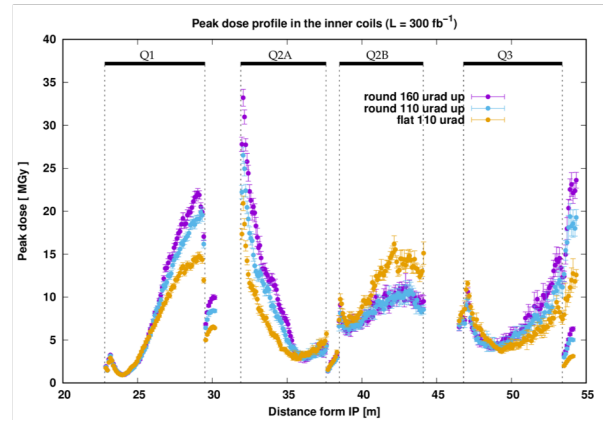 Peak dose profile in the inner coils (L = 300 fb⁻¹)
40
35
30
25
20
15
10
5
0
Peak dose [ MGy]
Q1
Q2A
Q2B
Q3
round 160 urad up
round 110 urad up
flat 110 urad
20 25 30 35 40 45 50 55
Distance form IP [m]